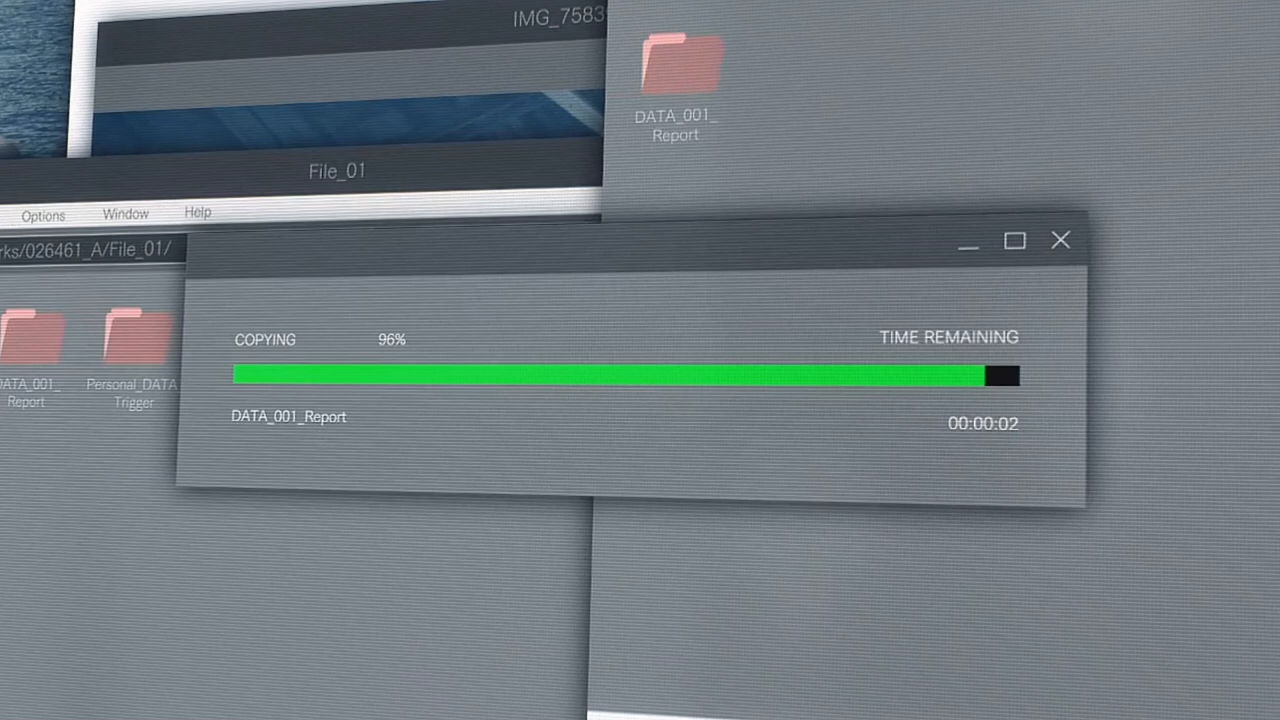 IMG_7583
DATA_001_
Report
File_01
Options Window Help
rks/026461_A/File_01/
COPYING 96% TIME REMAINING
DATA_001_
Report
Personal_DATA
Trigger
DATA_001_Report
00:00:02